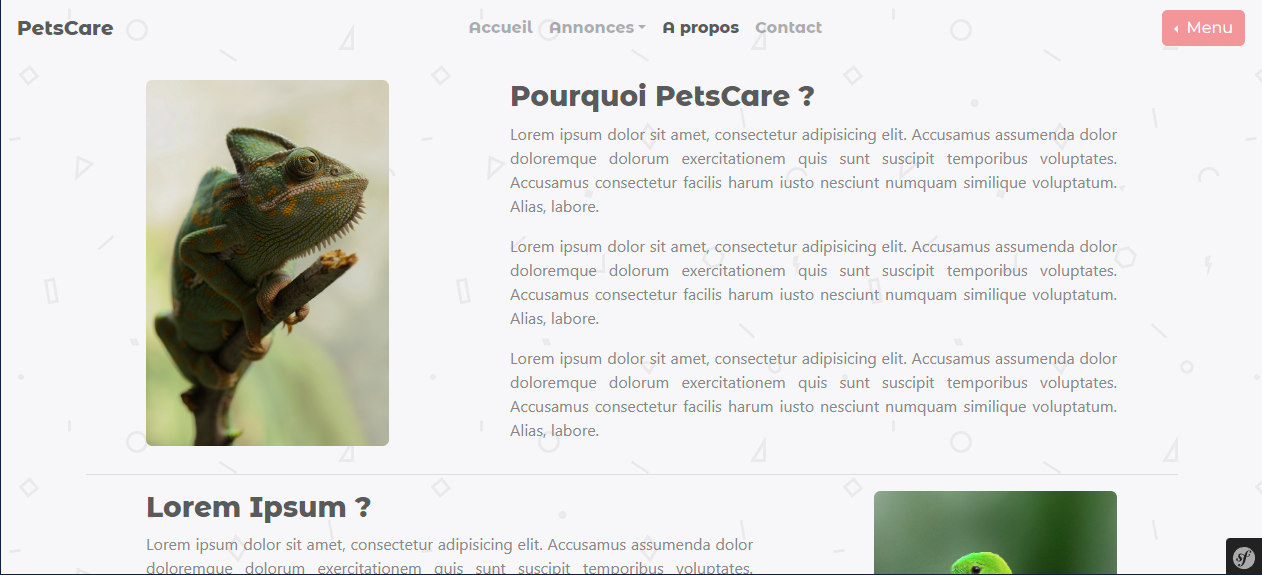 PetsCare
Accueil Annonces A propos Contact
Menu
Pourquoi PetsCare ?
Lorem ipsum dolor sit amet, consectetur adipisicing elit. Accusamus assumenda dolor
doloremque dolorum exercitationem quis sunt suscipit temporibus voluptates.
Accusamus consectetur facilis harum iusto nesciunt numquam similique voluptatum.
Alias, labore.
Lorem ipsum dolor sit amet, consectetur adipisicing elit. Accusamus assumenda dolor
doloremque dolorum exercitationem quis sunt suscipit temporibus voluptates.
Accusamus consectetur facilis harum iusto nesciunt numquam similique voluptatum.
Alias, labore.
Lorem ipsum dolor sit amet, consectetur adipisicing elit. Accusamus assumenda dolor
doloremque dolorum exercitationem quis sunt suscipit temporibus voluptates.
Accusamus consectetur facilis harum iusto nesciunt numquam similique voluptatum.
Alias, labore.
Lorem Ipsum ?
Lorem ipsum dolor sit amet, consectetur adipisicing elit. Accusamus assumenda dolor
doloremque dolorum exercitationem quis sunt suscipit temporibus voluptates.
sf